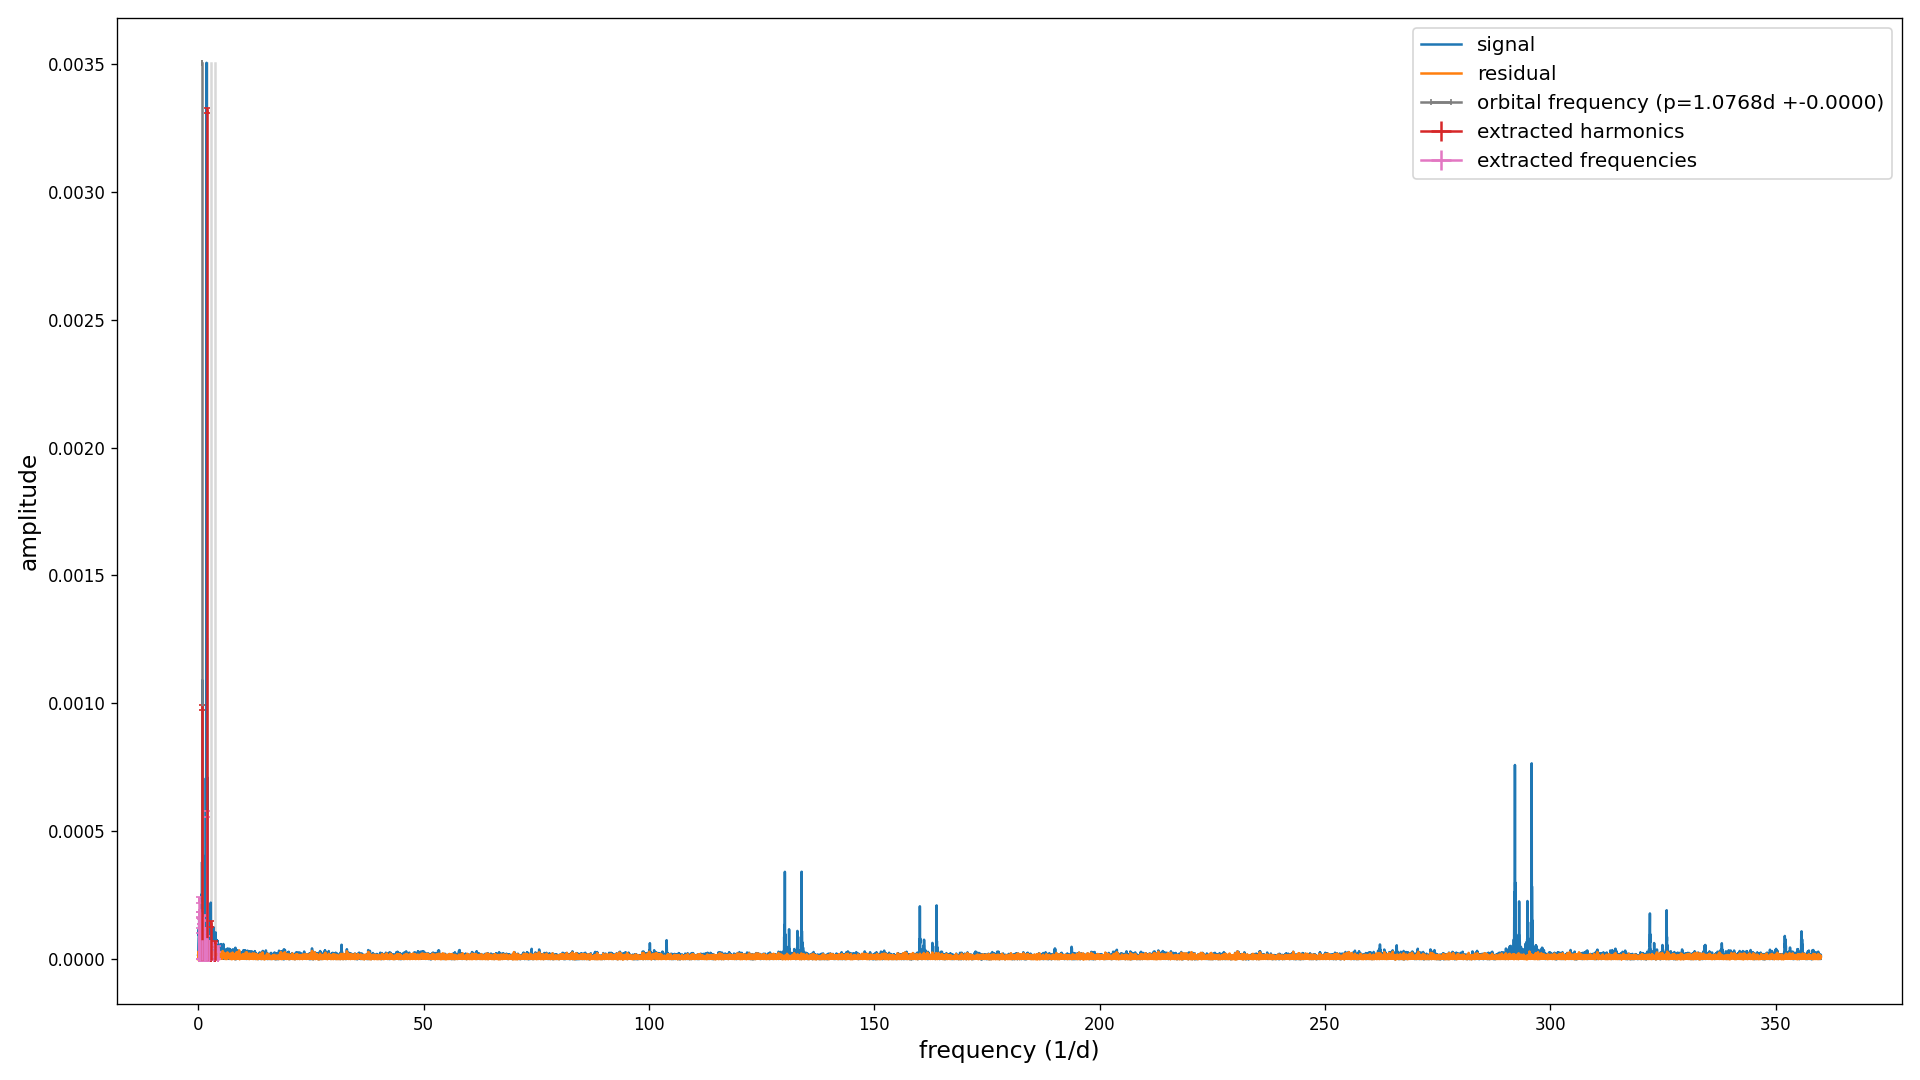 signal
residual
orbital frequency (p=1.0768d +-0.0000)
extracted harmonics
extracted frequencies
amplitude
0.0035
0.0030
0.0025
0.0020
0.0015
0.0010
0.0005
0.0000
0 50 100 150 200 250 300 350
frequency (1/d)